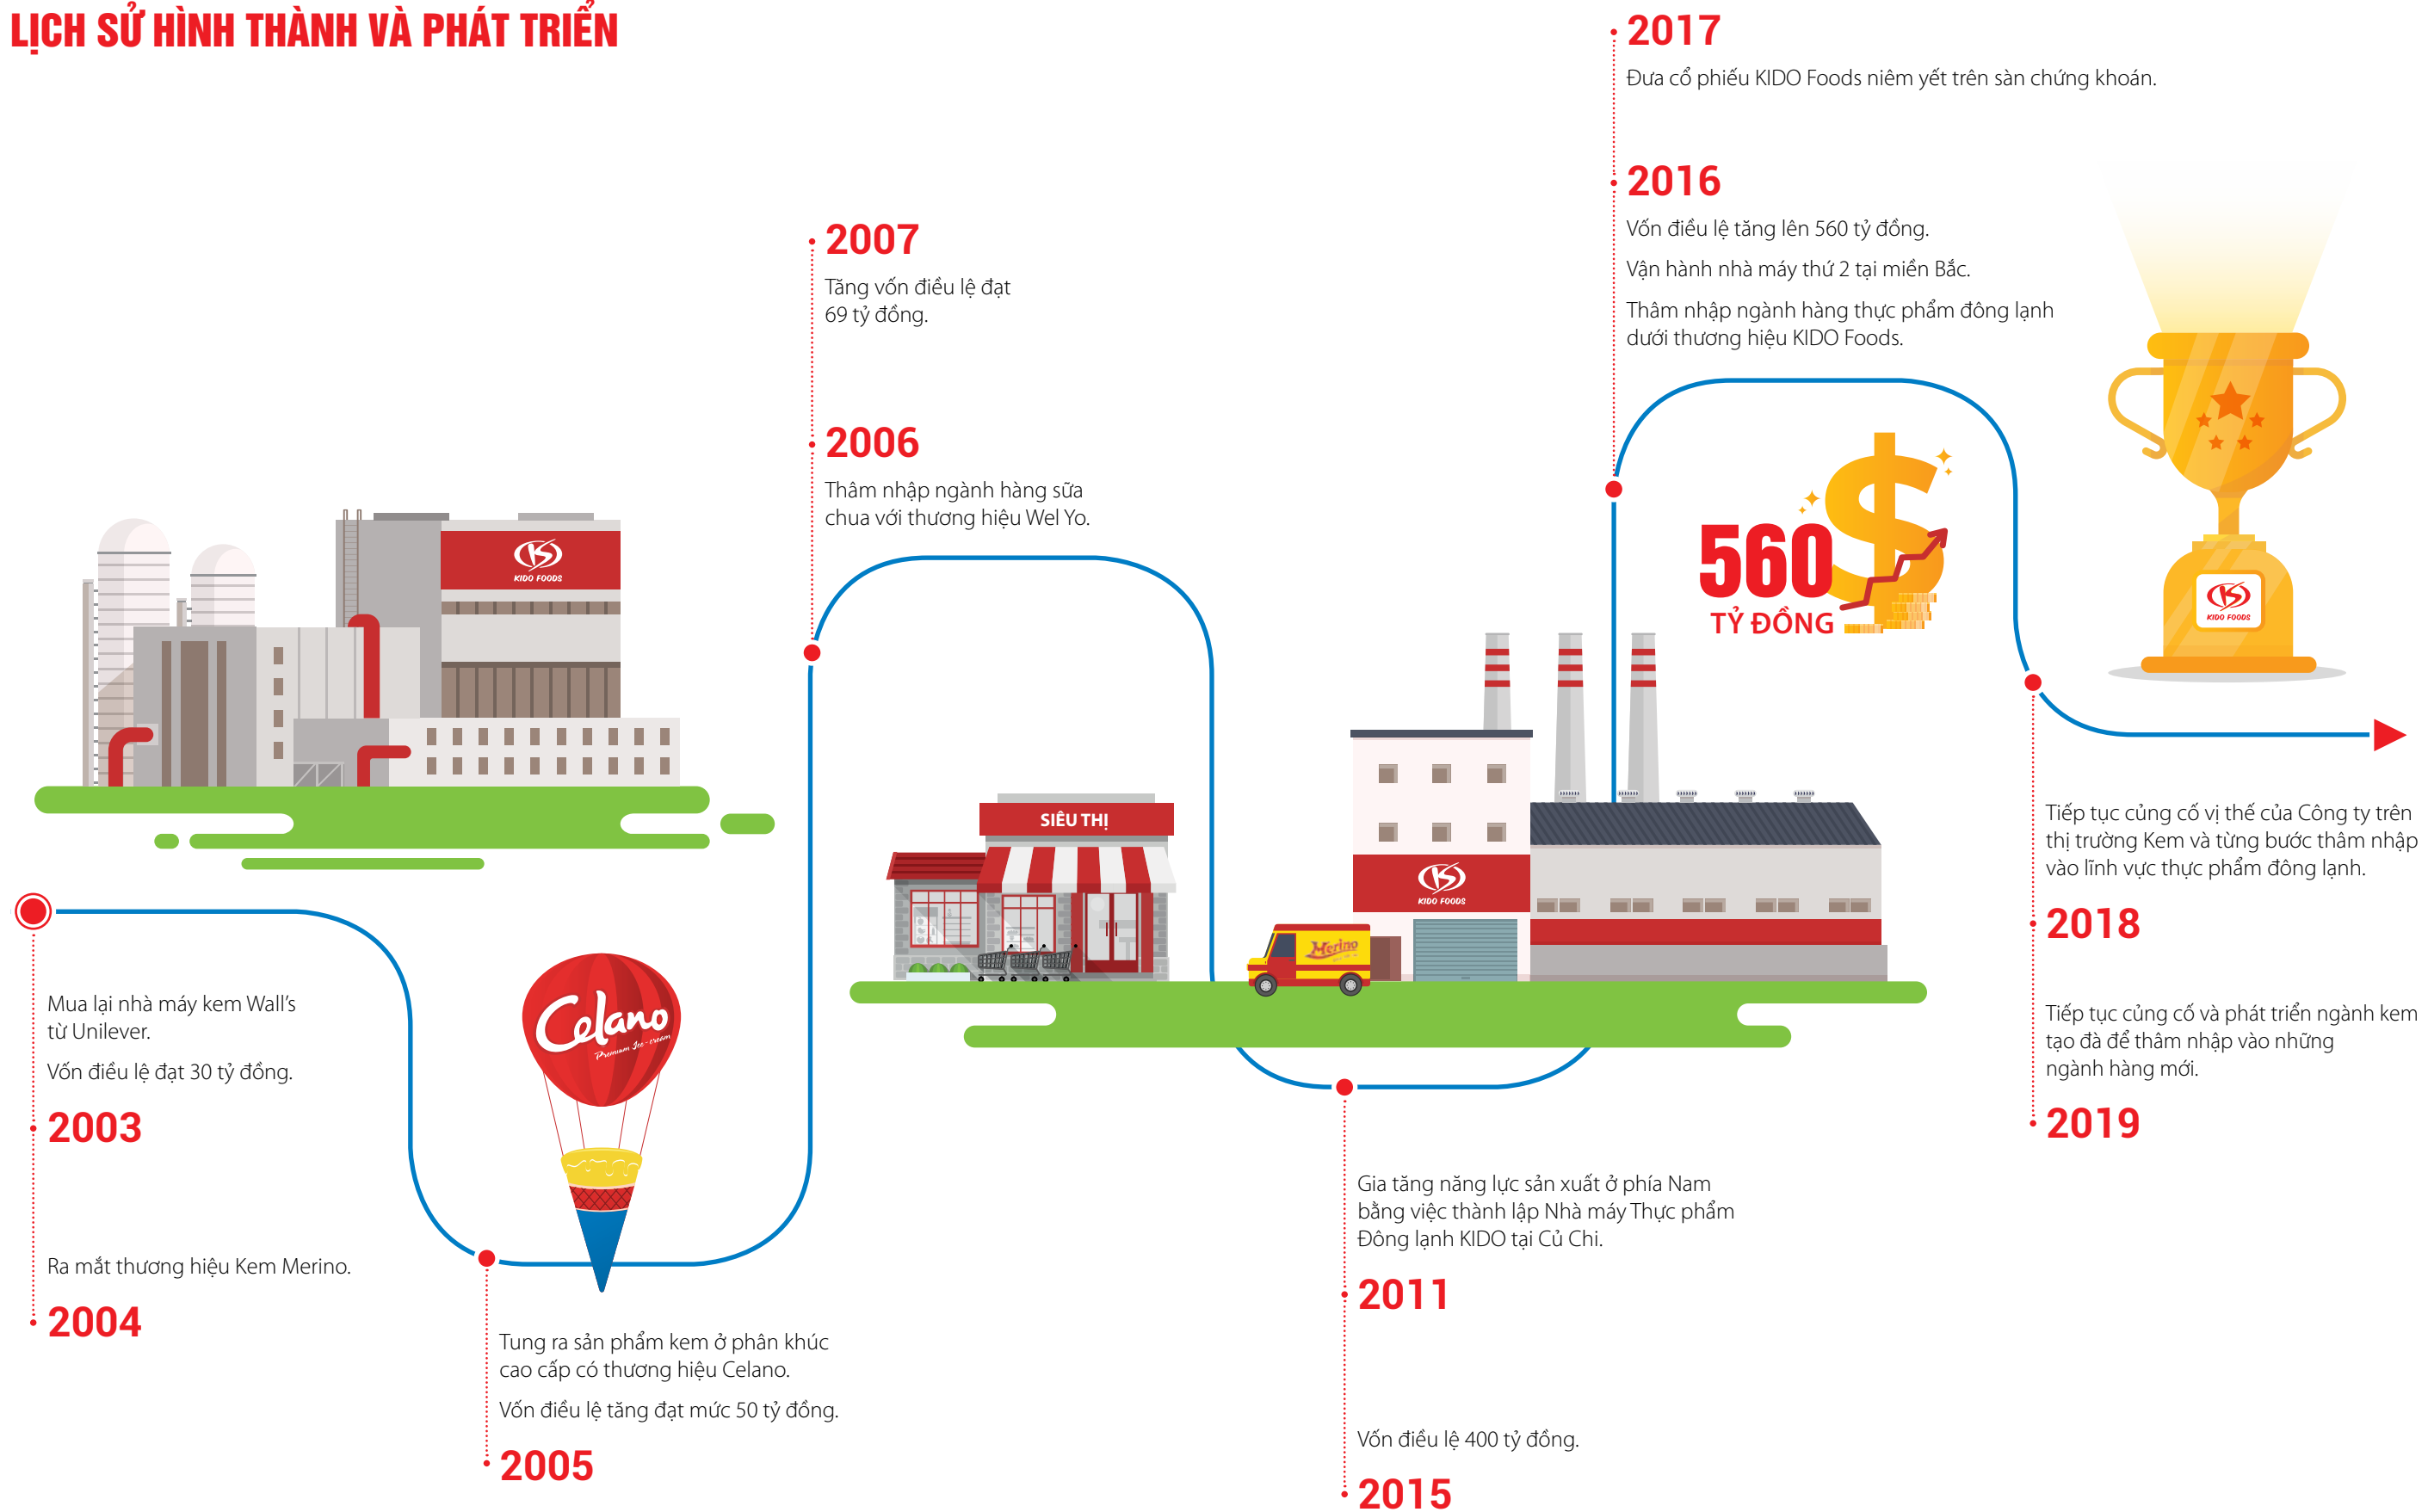 LỊCH SỬ HÌNH THÀNH VÀ PHÁT TRIỂN
KIDO FOODS
Mua lại nhà máy kem Wall's
từ Unilever.
Vốn điều lệ đạt 30 tỷ đồng.
2003
Ra mắt thương hiệu Kem Merino.
2004
Celano
Premium Ice-cream
Tung ra sản phẩm kem ở phân khúc
cao cấp có thương hiệu Celano.
Vốn điều lệ tăng đạt mức 50 tỷ đồng.
2005
2007
Tăng vốn điều lệ đạt
69 tỷ đồng.
2006
Thâm nhập ngành hàng sữa
chua với thương hiệu Wel Yo.
SIÊU THỊ
Merino
KIDO FOODS
Gia tăng năng lực sản xuất ở phía Nam
bằng việc thành lập Nhà máy Thực phẩm
Đông lạnh KIDO tại Củ Chi.
2011
Vốn điều lệ 400 tỷ đồng.
2015
2017
Đưa cổ phiếu KIDO Foods niêm yết trên sàn chứng khoán.
2016
Vốn điều lệ tăng lên 560 tỷ đồng.
Vận hành nhà máy thứ 2 tại miền Bắc.
Thâm nhập ngành hàng thực phẩm đông lạnh
dưới thương hiệu KIDO Foods.
560
TỶ ĐỒNG
$
KIDO FOODS
Tiếp tục củng cố vị thế của Công ty trên
thị trường Kem và từng bước thâm nhập
vào lĩnh vực thực phẩm đông lạnh.
2018
Tiếp tục củng cố và phát triển ngành kem
tạo đà để thâm nhập vào những
ngành hàng mới.
2019